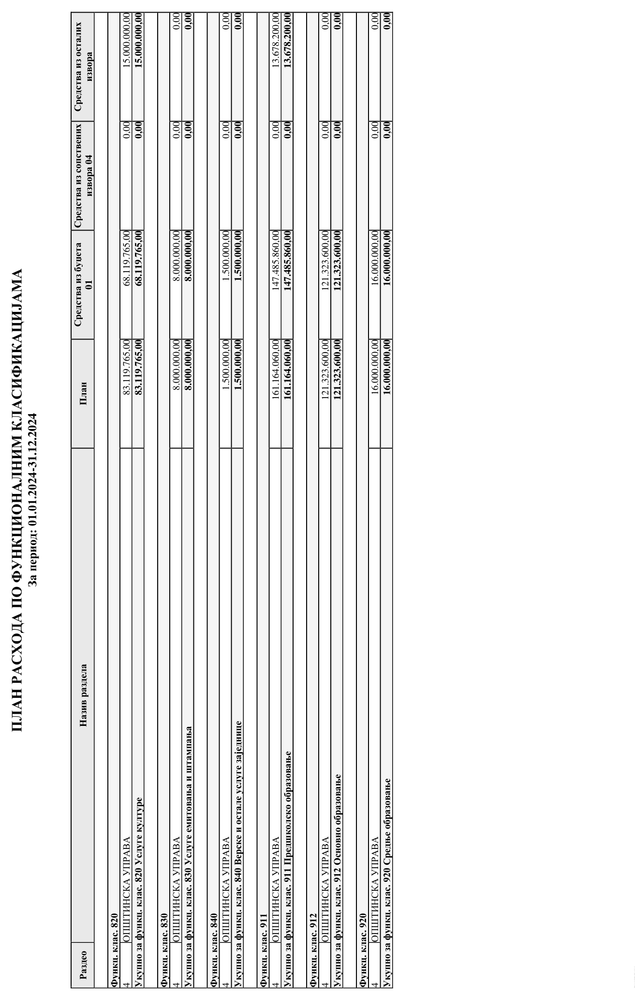 ПЛАН РАСХОДА ПО ФУНКЦИОНАЛНИМ КЛАСИФИКАЦИЈАМА
За период: 01.01.2024-31.12.2024
Раздео Назив раздела План Средства из буџета 01 Средства из сопствених извора 04 Средства из осталих извора
Функц. клас. 820
4 ОПШТИНСКА УПРАВА 83.119.765,00 68.119.765,00 0,00 15.000.000,00
Укупно за функц. клас. 820 Услуге културе 83.119.765,00 68.119.765,00 0,00 15.000.000,00
Функц. клас. 830
4 ОПШТИНСКА УПРАВА 8.000.000,00 8.000.000,00 0,00 0,00
Укупно за функц. клас. 830 Услуге емитовања и штампања 8.000.000,00 8.000.000,00 0,00 0,00
Функц. клас. 840
4 ОПШТИНСКА УПРАВА 1.500.000,00 1.500.000,00 0,00 0,00
Укупно за функц. клас. 840 Верске и остале услуге заједнице 1.500.000,00 1.500.000,00 0,00 0,00
Функц. клас. 911
4 ОПШТИНСКА УПРАВА 161.164.060,00 147.485.860,00 0,00 13.678.200,00
Укупно за функц. клас. 911 Предшколско образовање 161.164.060,00 147.485.860,00 0,00 13.678.200,00
Функц. клас. 912
4 ОПШТИНСКА УПРАВА 121.323.600,00 121.323.600,00 0,00 0,00
Укупно за функц. клас. 912 Основно образовање 121.323.600,00 121.323.600,00 0,00 0,00
Функц. клас. 920
4 ОПШТИНСКА УПРАВА 16.000.000,00 16.000.000,00 0,00 0,00
Укупно за функц. клас. 920 Средње образовање 16.000.000,00 16.000.000,00 0,00 0,00